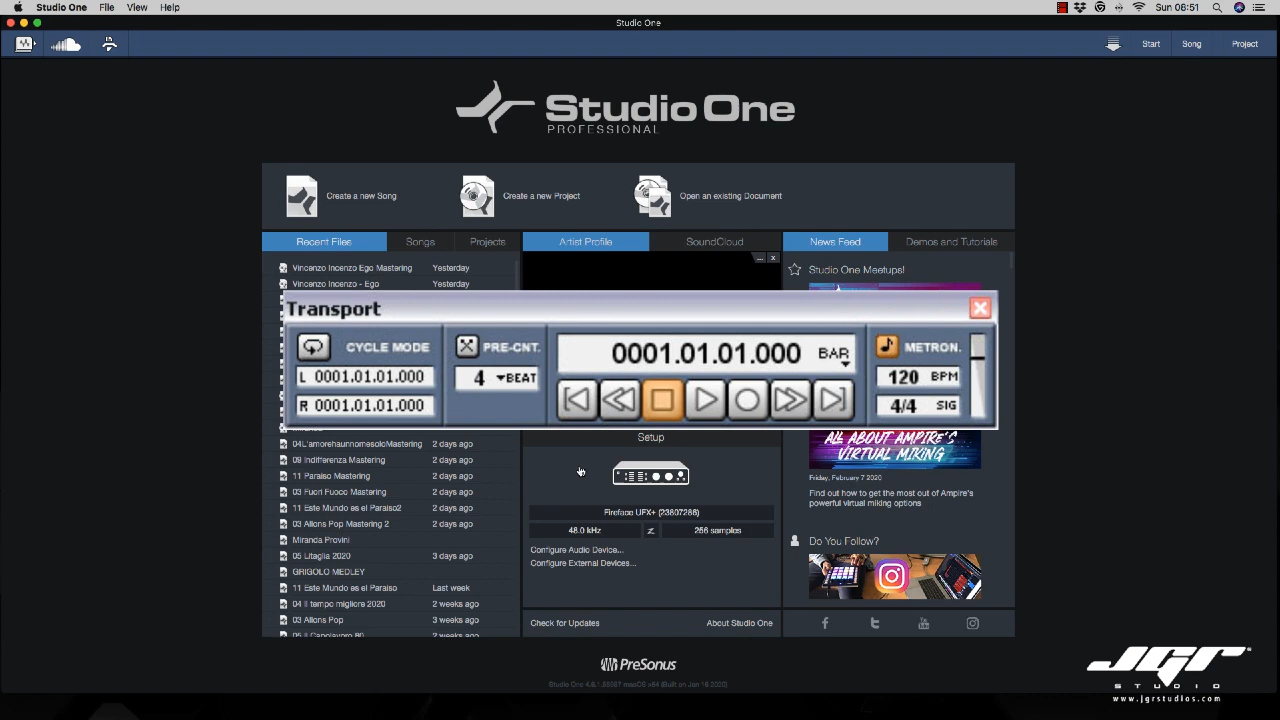 Studio One File View Help Sun 08:51
Studio One
Start Song Project
Studio One
PROFESSIONAL
Create a new Song Create a new Project Open an existing Document
Recent Files Songs Projects Artist Profile SoundCloud News Feed Demos and Tutorials
Vincenzo Incenzo Ego Mastering Yesterday
Vincenzo Incenzo - Ego Yesterday
... x
Studio One Meetups!
Transport
CYCLE MODE
L 0001.01.01.000
R 0001.01.01.000
PRE-CNT.
4 BEAT
0001.01.01.000 BAR
METRON.
120 BPM
4/4 SIG
04L'amorehaunnomesoloMastering 2 days ago
09 Indifferenza Mastering 2 days ago
11 Paraiso Mastering 2 days ago
03 Fuori Fuoco Mastering 2 days ago
11 Este Mundo es el Paraiso2 2 days ago
03 Alions Pop Mastering 2 2 days ago
Miranda Provini
05 Litaglia 2020 3 days ago
GRIGOLO MEDLEY
11 Este Mundo es el Paraiso Last week
04 Il tempo migliore 2020 2 weeks ago
03 Alions Pop 3 weeks ago
Setup
Fireface UFX+ (23807286)
48.0 kHz 256 samples
Configure Audio Device...
Configure External Devices...
Check for Updates About Studio One
ALL ABOUT AMPIRE'S
VIRTUAL MIKING
Friday, February 7 2020
Find out how to get the most out of Ampire's
powerful virtual miking options
Do You Follow?
PreSonus
JGR
STUDIO
www.jgrstudios.com